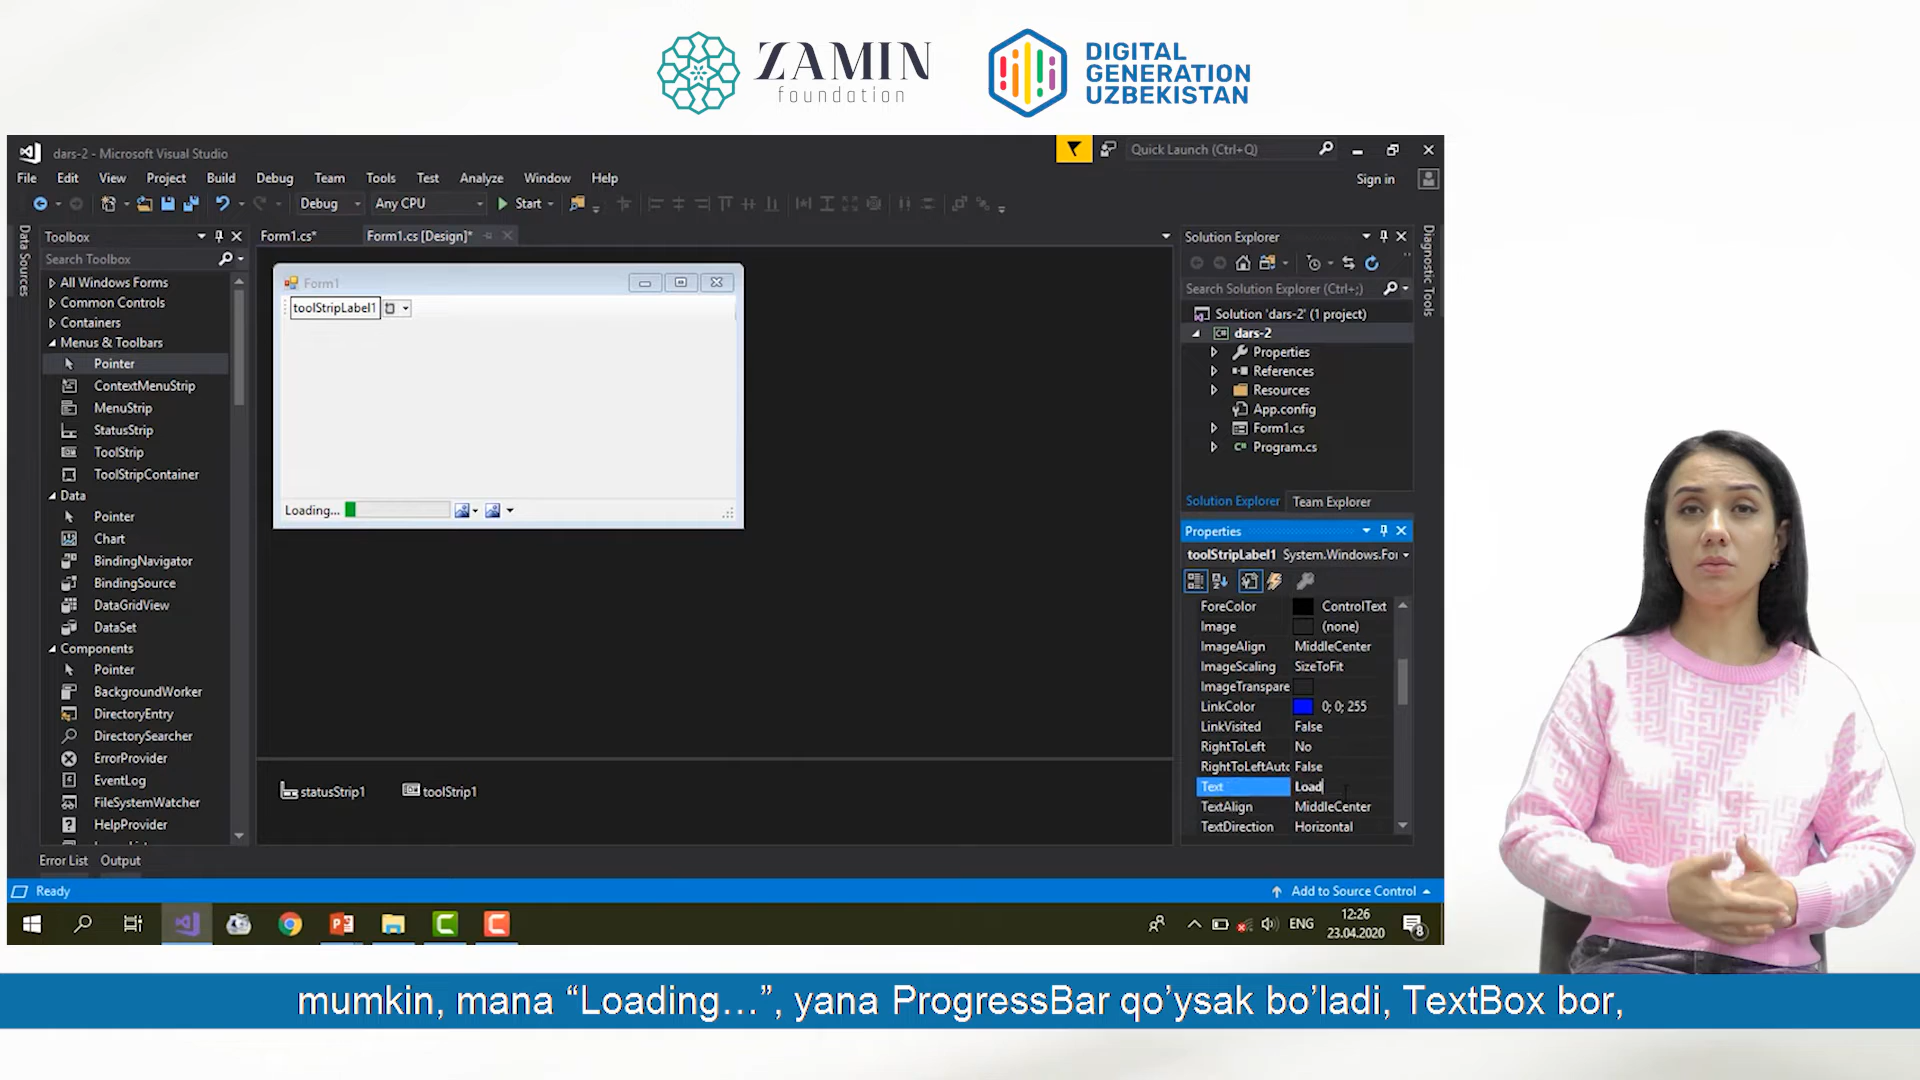 ZAMIN
foundation
DIGITAL
GENERATION
UZBEKISTAN
dars-2 - Microsoft Visual Studio
Quick Launch (Ctrl+Q)
File Edit View Project Build Debug Team Tools Test Analyze Window Help
Sign in
Debug Any CPU Start
Data Sources
Toolbox
Form1.cs*
Form1.cs [Design]*
Solution Explorer
Diagnostic Tools
Search Toolbox
All Windows Forms
Common Controls
Containers
Menus & Toolbars
Pointer
ContextMenuStrip
MenuStrip
StatusStrip
ToolStrip
ToolStripContainer
Data
Pointer
Chart
BindingNavigator
BindingSource
DataGridView
DataSet
Components
Pointer
BackgroundWorker
DirectoryEntry
DirectorySearcher
ErrorProvider
EventLog
FileSystemWatcher
HelpProvider
Form1
toolStripLabel1
Loading...
statusStrip1
toolStrip1
Search Solution Explorer (Ctrl+;)
Solution 'dars-2' (1 project)
dars-2
Properties
References
Resources
App.config
Form1.cs
Program.cs
Solution Explorer
Team Explorer
Properties
toolStripLabel1 System.Windows.For
ForeColor ControlText
Image (none)
ImageAlign MiddleCenter
ImageScaling SizeToFit
ImageTranspare
LinkColor 0; 0; 255
LinkVisited False
RightToLeft No
RightToLeftAuto False
Text Load
TextAlign MiddleCenter
TextDirection Horizontal
Error List Output
Ready
Add to Source Control
ENG
12:26
23.04.2020
8
mumkin, mana “Loading...”, yana ProgressBar qo’ysak bo’ladi, TextBox bor,